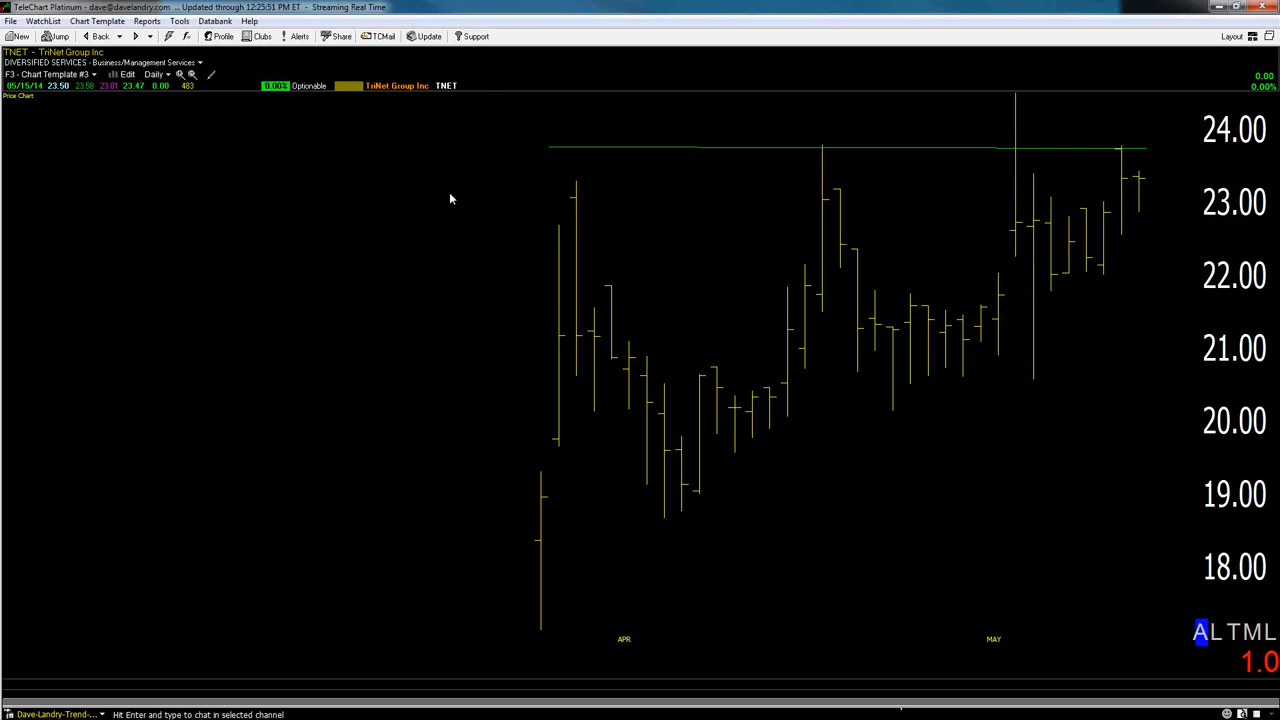 TeleChart Platinum - dave@davelandry.com ... Updated through 12:25:51 PM ET - Streaming Real Time
File WatchList Chart Template Reports Tools Databank Help
New Jump Back Profile Clubs Alerts Share TCMail Update Support Layout
TNET - TriNet Group Inc
DIVERSIFIED SERVICES - Business/Management Services
F3 - Chart Template #3 Edit Daily 0.00
05/15/14 23.50 23.58 23.01 23.47 0.00 483 0.00% Optionable TriNet Group Inc TNET 0.00%
Price Chart
24.00
23.00
22.00
21.00
20.00
19.00
18.00
ALTML
APR MAY
1.0
Dave-Landry-Trend-... Hit Enter and type to chat in selected channel